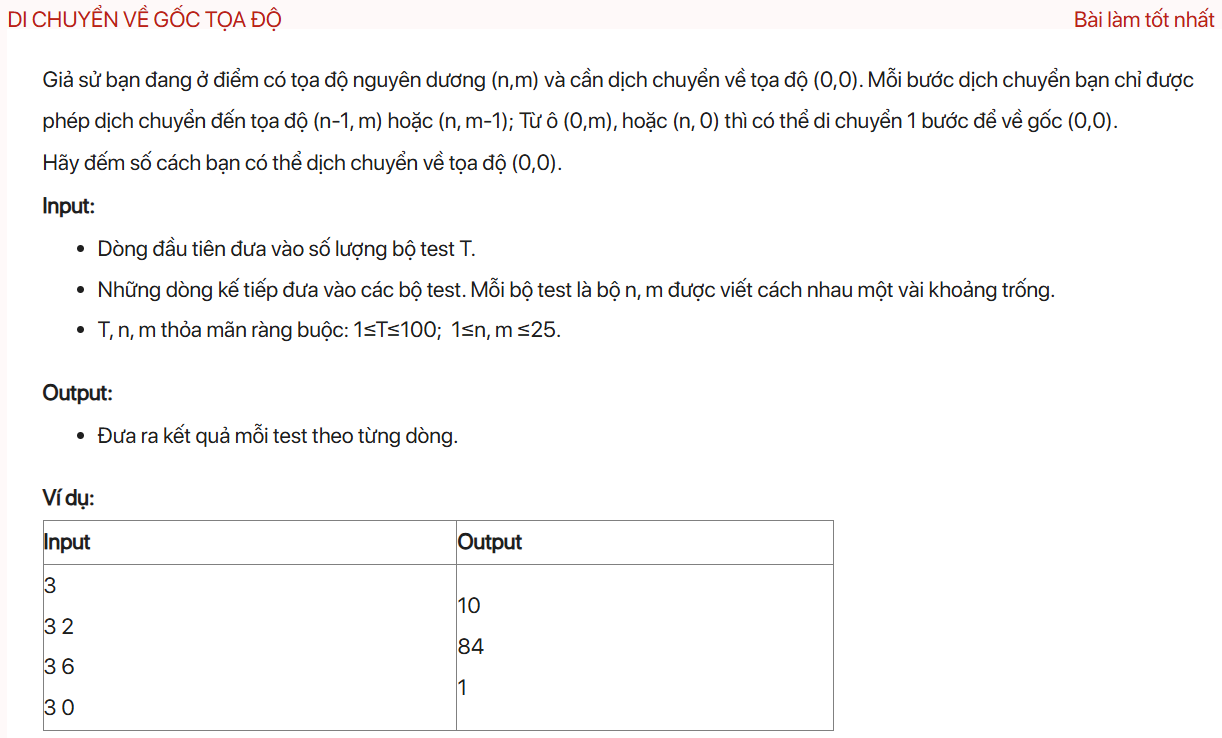 DI CHUYỂN VỀ GỐC TỌA ĐỘ
Bài làm tốt nhất
Giả sử bạn đang ở điểm có tọa độ nguyên dương (n,m) và cần dịch chuyển về tọa độ (0,0). Mỗi bước dịch chuyển bạn chỉ được
phép dịch chuyển đến tọa độ (n-1, m) hoặc (n, m-1); Từ ô (0,m), hoặc (n, 0) thì có thể di chuyển 1 bước để về gốc (0,0).
Hãy đếm số cách bạn có thể dịch chuyển về tọa độ (0,0).
Input:
• Dòng đầu tiên đưa vào số lượng bộ test T.
• Những dòng kế tiếp đưa vào các bộ test. Mỗi bộ test là bộ n, m được viết cách nhau một vài khoảng trống.
• T, n, m thỏa mãn ràng buộc: 1≤T≤100;  1≤n, m ≤25.
Output:
• Đưa ra kết quả mỗi test theo từng dòng.
Ví dụ:
Input
Output
3
3 2
3 6
3 0
10
84
1